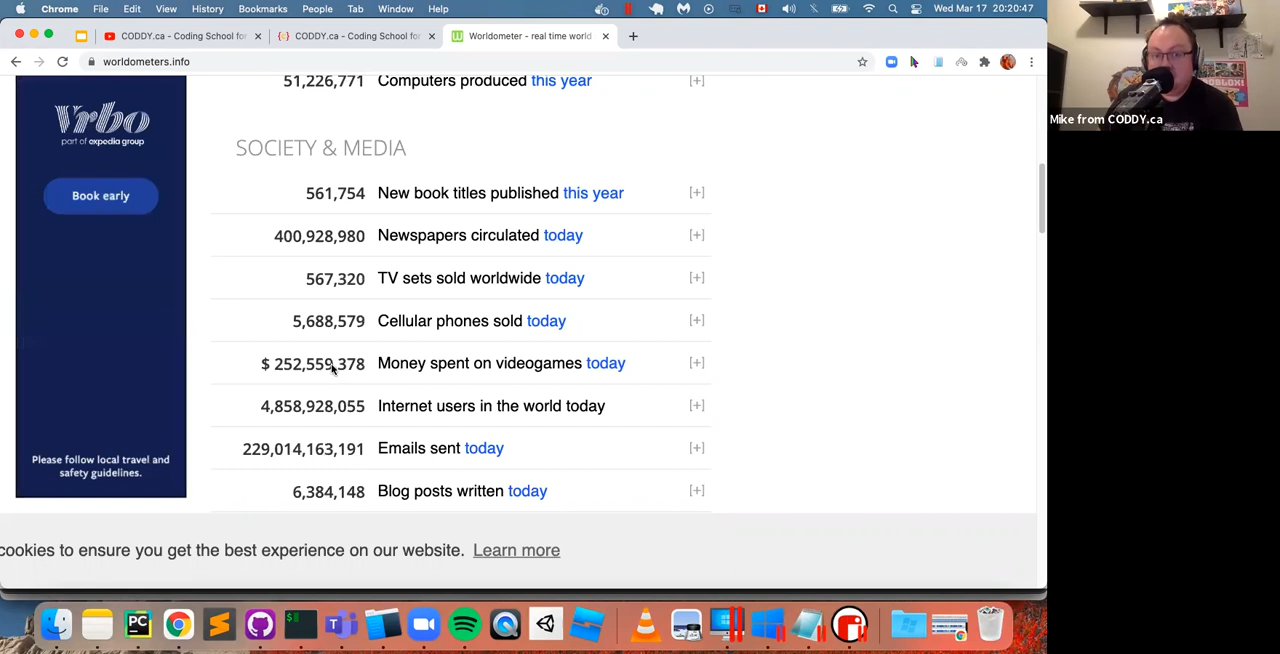 Chrome File Edit View History Bookmarks People Tab Window Help Wed Mar 17 20:20:47
CODDY.ca - Coding School for CODDY.ca - Coding School for Worldometer - real time world
worldometers.info
51,226,771 Computers produced this year [+]
Vrbo
part of expedia group
Book early
Please follow local travel and
safety guidelines.
SOCIETY & MEDIA
561,754 New book titles published this year [+]
400,928,980 Newspapers circulated today [+]
567,320 TV sets sold worldwide today [+]
5,688,579 Cellular phones sold today [+]
$ 252,559,378 Money spent on videogames today [+]
4,858,928,055 Internet users in the world today [+]
229,014,163,191 Emails sent today [+]
6,384,148 Blog posts written today [+]
cookies to ensure you get the best experience on our website. Learn more
Mike from CODDY.ca
PC